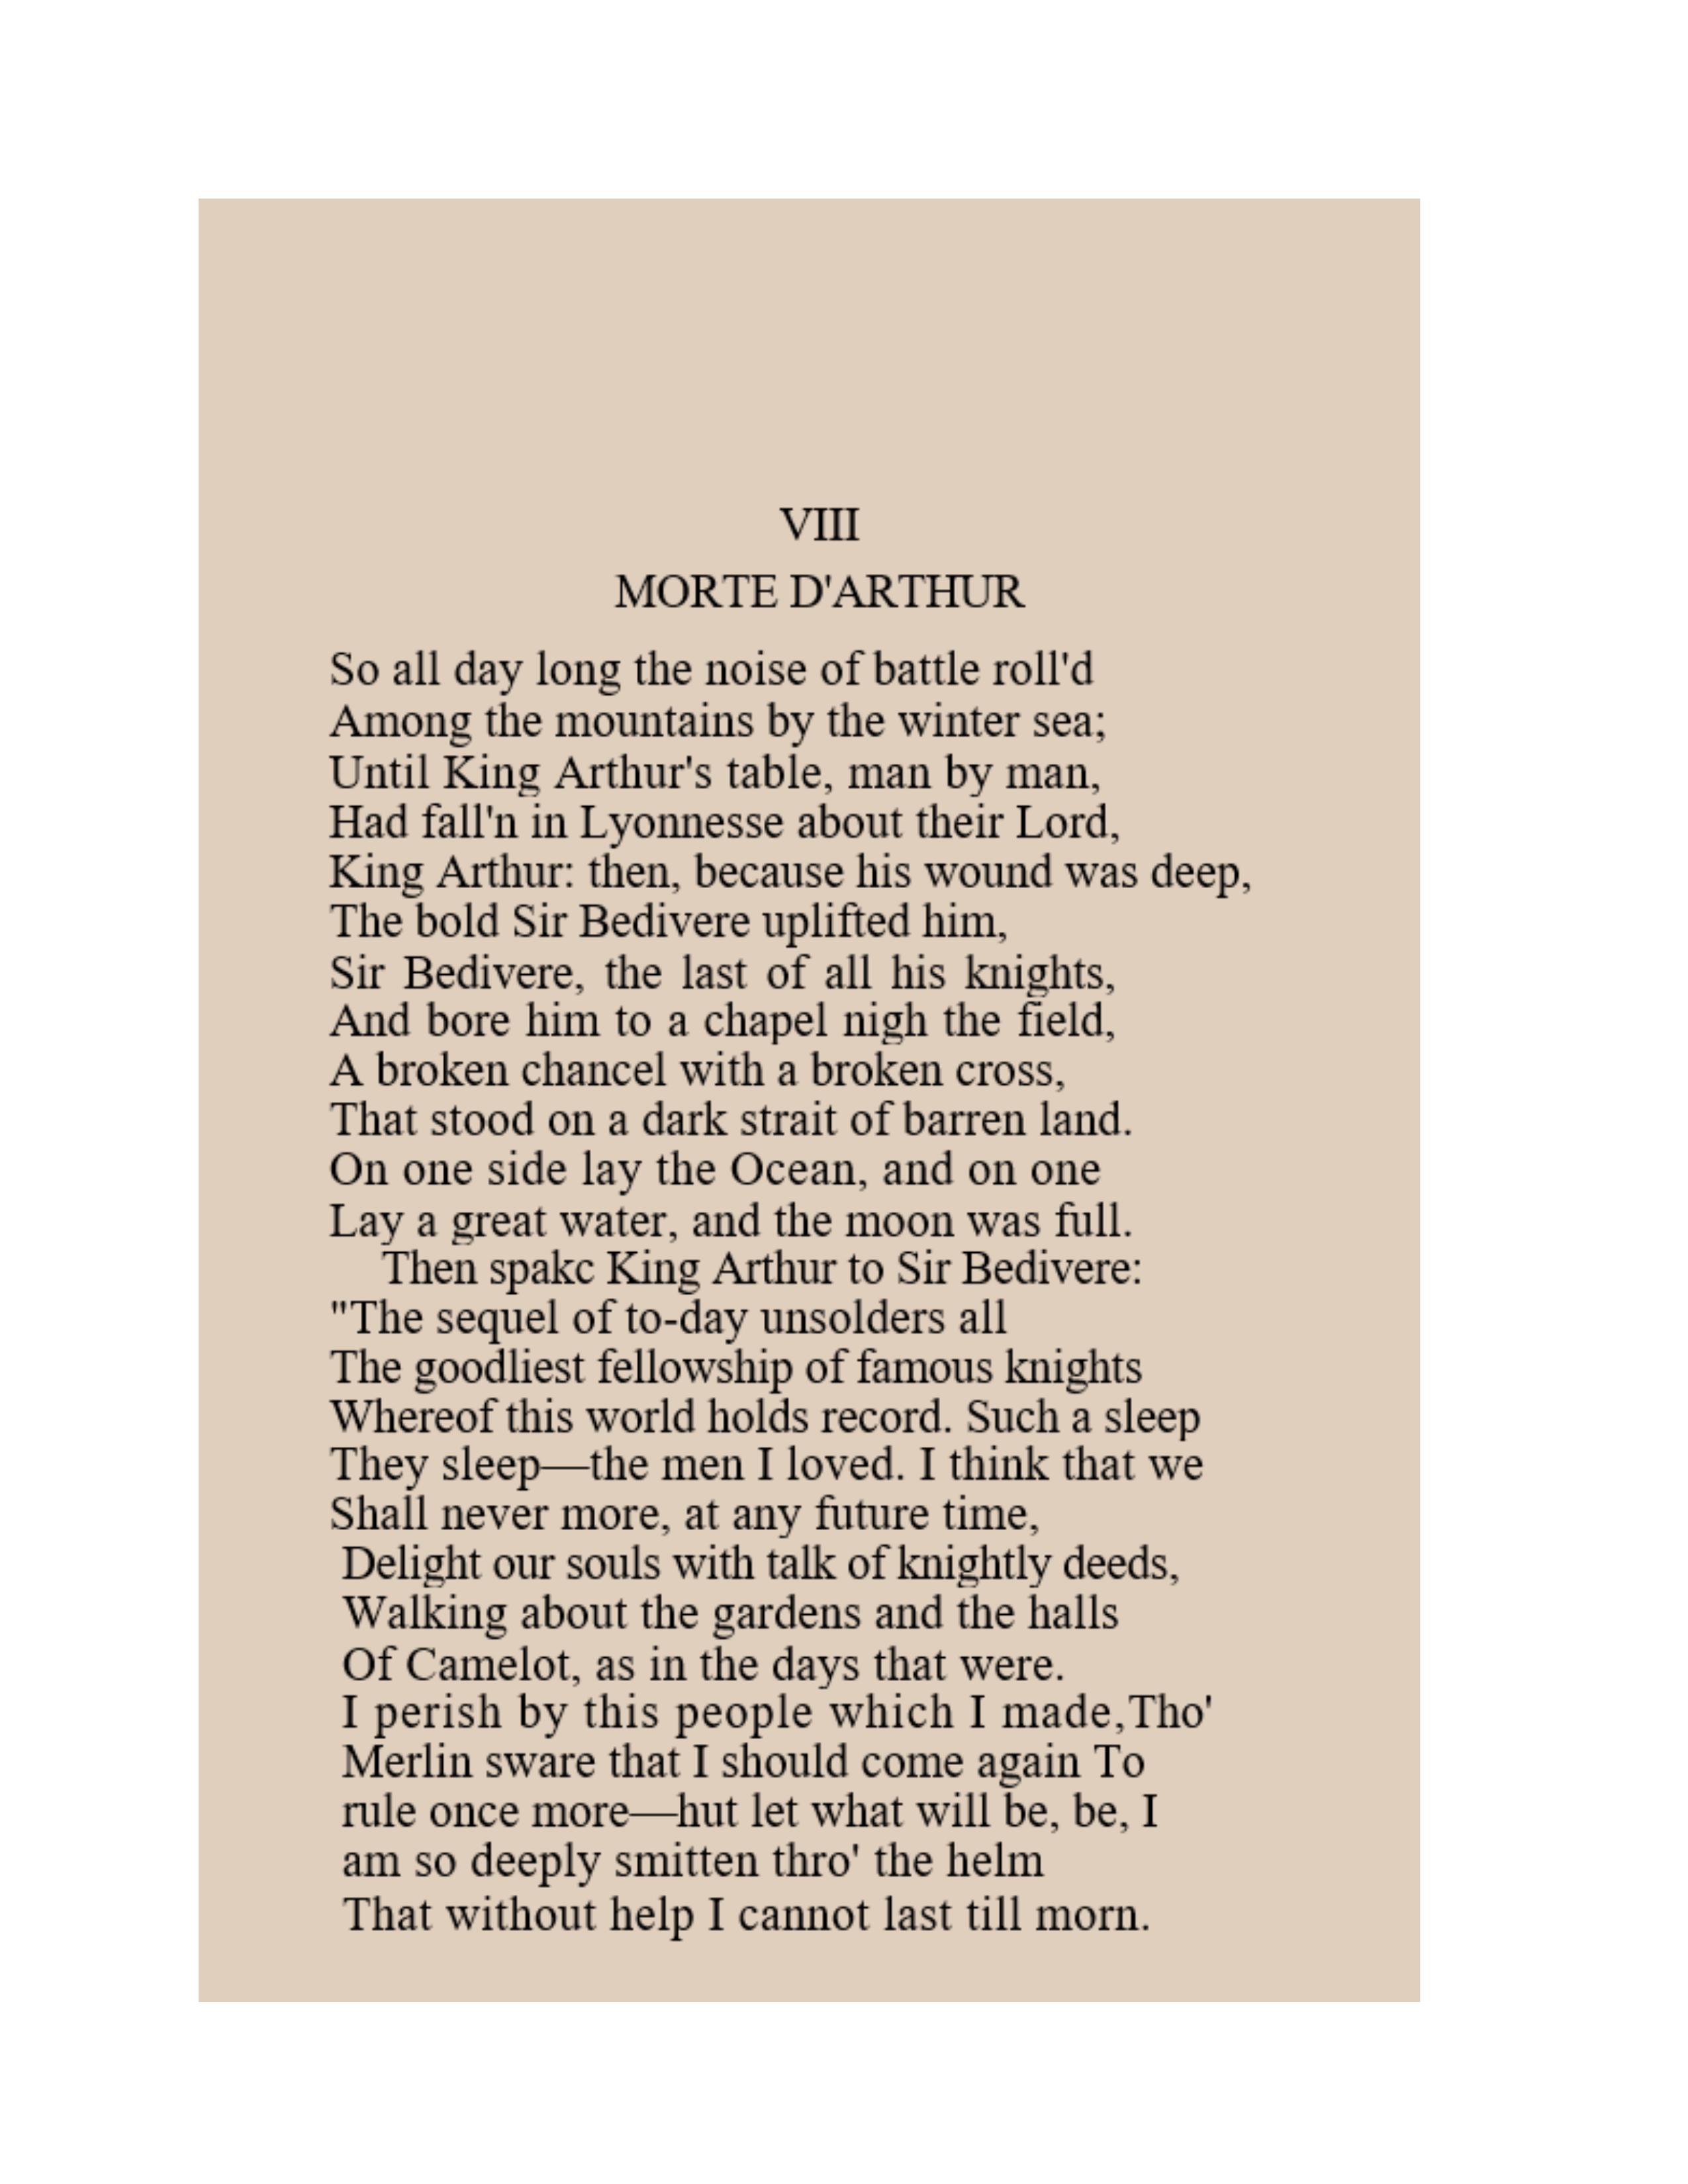 VIII
MORTE D'ARTHUR
So all day long the noise of battle roll'd
Among the mountains by the winter sea;
Until King Arthur's table, man by man,
Had fall'n in Lyonnesse about their Lord,
King Arthur: then, because his wound was deep,
The bold Sir Bedivere uplifted him,
Sir Bedivere, the last of all his knights,
And bore him to a chapel nigh the field,
A broken chancel with a broken cross,
That stood on a dark strait of barren land.
On one side lay the Ocean, and on one
Lay a great water, and the moon was full.
Then spakc King Arthur to Sir Bedivere:
"The sequel of to-day unsolders all
The goodliest fellowship of famous knights
Whereof this world holds record. Such a sleep
They sleep—the men I loved. I think that we
Shall never more, at any future time,
Delight our souls with talk of knightly deeds,
Walking about the gardens and the halls
Of Camelot, as in the days that were.
I perish by this people which I made,Tho'
Merlin sware that I should come again To
rule once more—hut let what will be, be, I
am so deeply smitten thro' the helm
That without help I cannot last till morn.